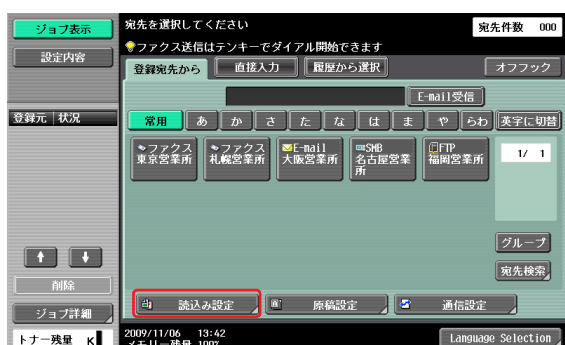 ジョブ表示
設定内容
登録元 状況
削除
ジョブ詳細
トナー残量 K
宛先を選択してください
宛先件数 000
ファクス送信はテンキーでダイアル開始できます
登録宛先から 直接入力 履歴から選択 オフフック
E-mail受信
常用 あ か さ た な は ま や らわ 英字に切替
ファクス
東京営業所
ファクス
札幌営業所
E-mail
大阪営業所
SMB
名古屋営業
所
FTP
福岡営業所
1/ 1
グループ
宛先検索
読込み設定 原稿設定 通信設定
2009/11/06 13:42
メモリー残量 100%
Language Selection